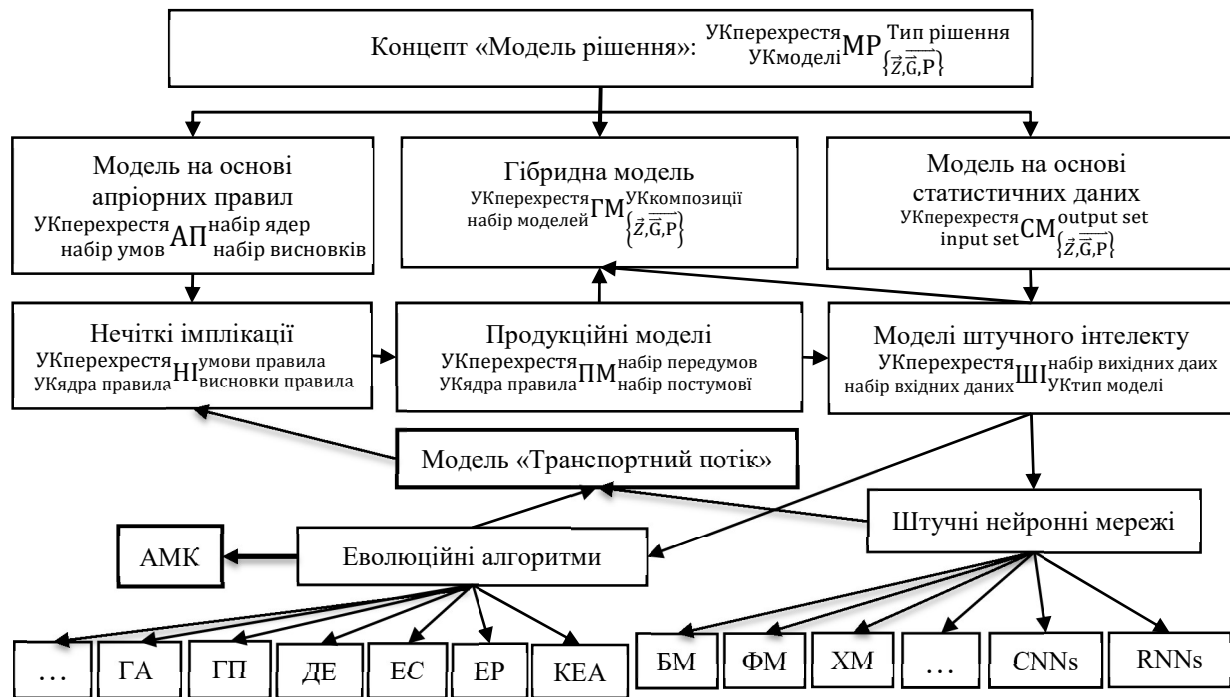 Концепт «Модель рішення»: УКперехрестя УКмоделі МР Тип рішення {Z⃗,G⃗,P⃗}
Модель на основі
апріорних правил
УКперехрестя набір умов АП набір ядер набір висновків
Гібридна модель
УКперехрестя набір моделей ГМ УКкомпозиції {Z⃗,G⃗,P⃗}
Модель на основі
статистичних даних
УКперехрестя input set СМ output set {Z⃗,G⃗,P⃗}
Нечіткі імплікації
УКперехрестя УКядра правила НІ умови правила висновки правила
Продукційні моделі
УКперехрестя УКядра правила ПМ набір передумов набір постумовї
Моделі штучного інтелекту
УКперехрестя набір вхідних даних ШІ набір вихідних даих УКтип моделі
Модель «Транспортний потік»
Штучні нейронні мережі
АМК
Еволюційні алгоритми
… ГА ГП ДЕ ЕС ЕР КЕА
БМ ФМ ХМ … CNNs RNNs